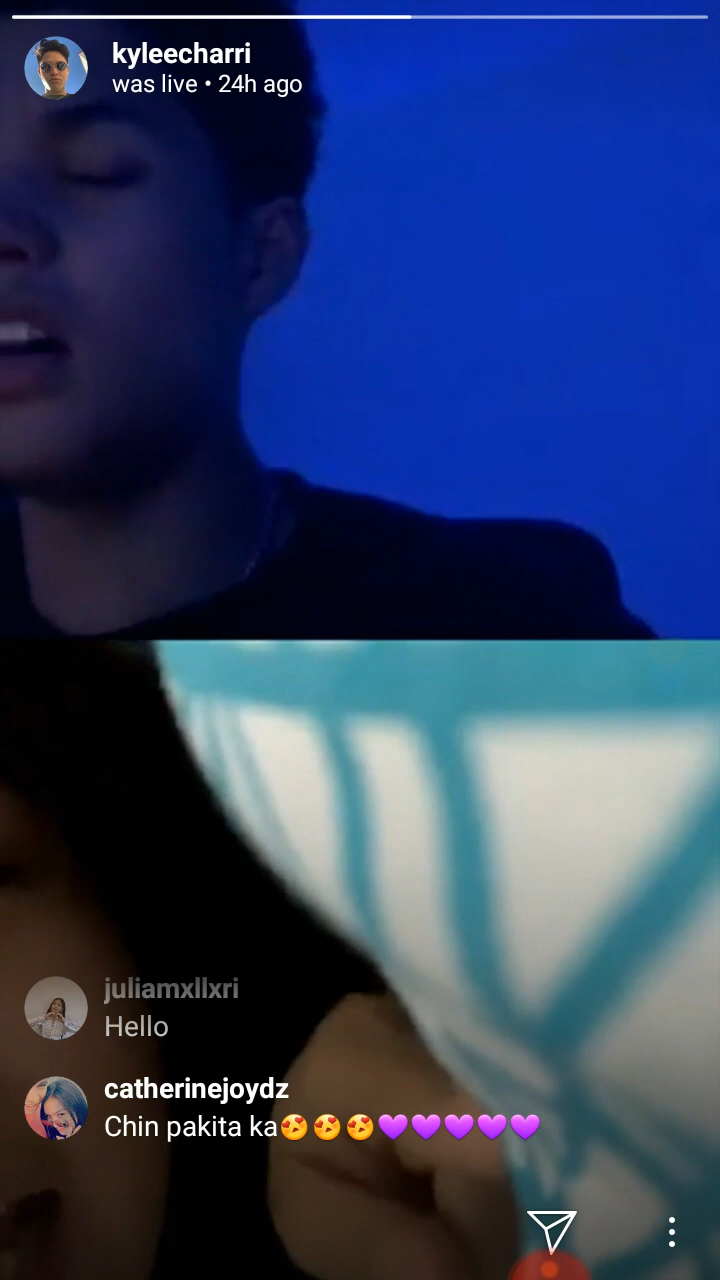 kyleecharri
was live • 24h ago
juliamxllxri
Hello
catherinejoydz
Chin pakita ka😍😍😍💜💜💜💜💜